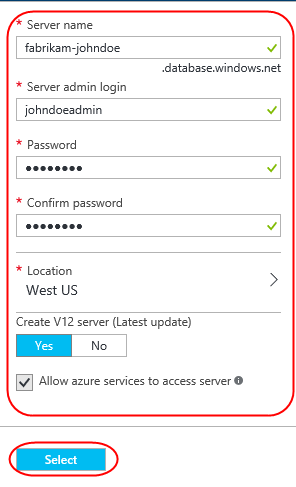 * Server name
fabrikam-johndoe
.database.windows.net
* Server admin login
johndoeadmin
* Password
●●●●●●●●
* Confirm password
●●●●●●●●
* Location
West US
Create V12 server (Latest update)
Yes No
Allow azure services to access server
Select